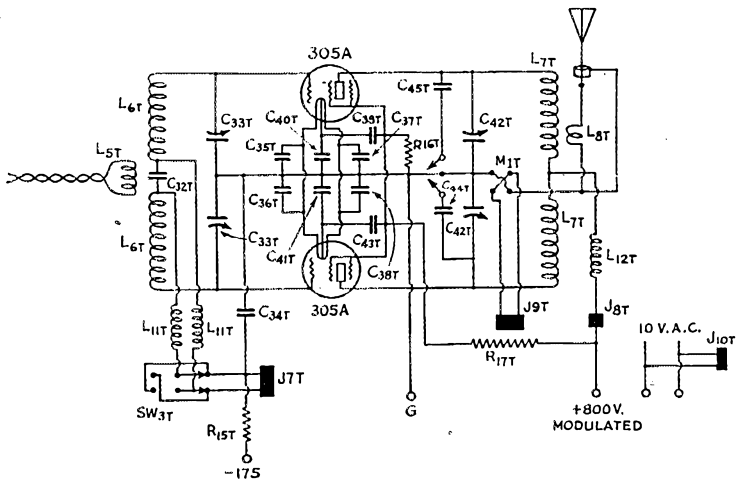 305A
L7T
L6T
C45T
C33T
C40T
C38T
C37T
C42T
C35T
R16T
L8T
L5T
M1T
C32T
C44T
C36T
C33T
C42T
L7T
L6T
C43T
C41T
C38T
L12T
305A
C34T
J9T
J8T
L11T
L11T
10 V. A.C.
J10T
R17T
J7T
SW3T
G
R15T
+800V.
MODULATED
-175